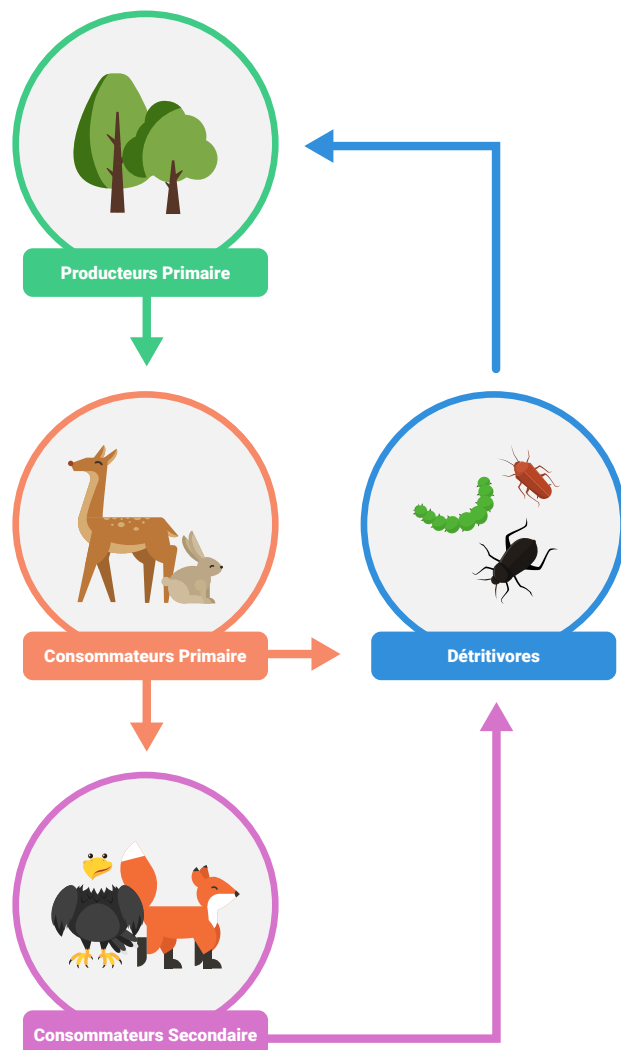 Producteurs Primaire
Consommateurs Primaire
Détritivores
Consommateurs Secondaire